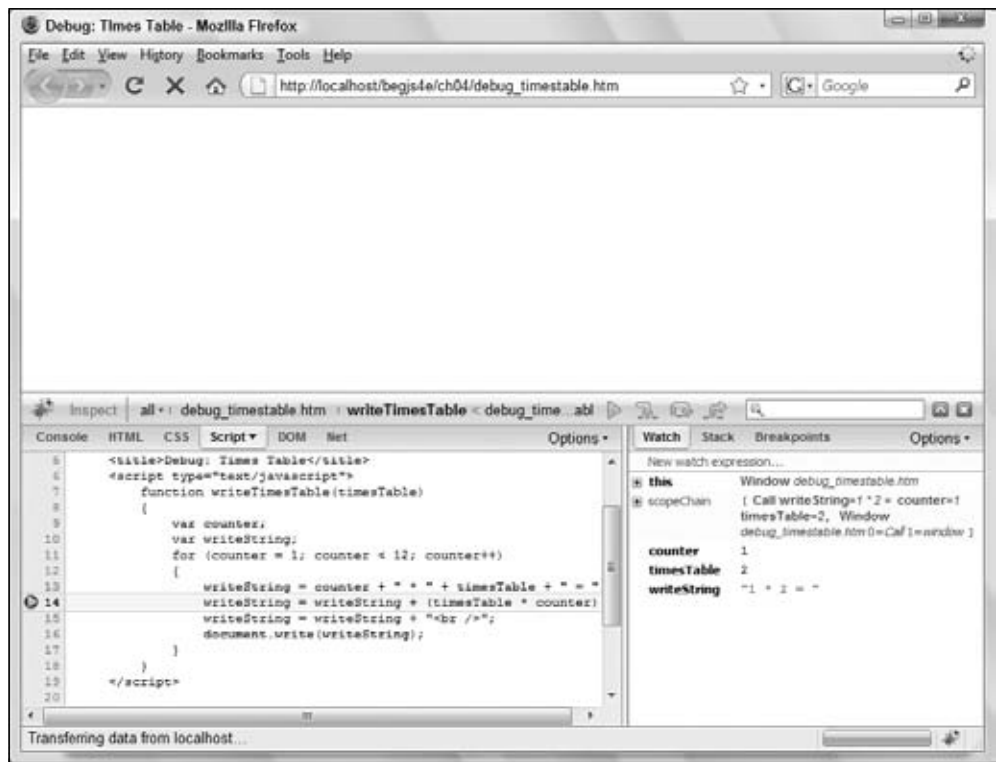 Debug: Times Table - Mozilla Firefox
File Edit View History Bookmarks Tools Help
http://localhost/begjs4e/ch04/debug_timestable.htm
Google
Inspect all debug_timestable.htm writeTimesTable < debug_time...abl
Console HTML CSS Script DOM Net Options
Watch Stack Breakpoints Options
5 <title>Debug: Times Table</title>
6 <script type="text/javascript">
7 function writeTimesTable(timesTable)
8 {
9 var counter;
10 var writeString;
11 for (counter = 1; counter < 12; counter++)
12 {
13 writeString = counter + " * " + timesTable + " = "
14 writeString = writeString + (timesTable * counter)
15 writeString = writeString + "<br />";
16 document.write(writeString);
17 }
18 }
19 </script>
20
New watch expression...
this Window debug_timestable.htm
scopeChain [ Call writeString=1 * 2 = counter=1
timesTable=2, Window
debug_timestable.htm 0=Call 1=window ]
counter 1
timesTable 2
writeString "1 * 2 = "
Transferring data from localhost...